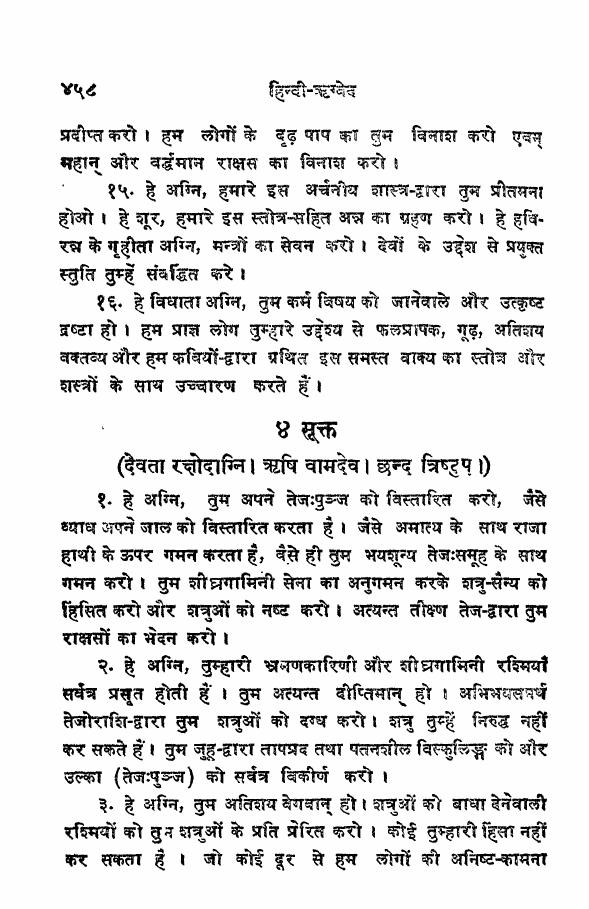 ४५८ हिन्दी-ऋग्वेद
प्रदीप्त करो। हम लोगों के दृढ़ पाप का तुम विनाश करो एवम्
महान् और वर्द्धमान राक्षस का विनाश करो।
१५. हे अग्नि, हमारे इस अर्चनीय शास्त्र-द्वारा तुम प्रीतमना
होओ। हे शूर, हमारे इस स्तोत्र-सहित अन्न का ग्रहण करो। हे हवि-
रन्न के गृहीता अग्नि, मन्त्रों का सेवन करो। देवों के उद्देश से प्रयुक्त
स्तुति तुम्हें संवर्द्धित करे।
१६. हे विधाता अग्नि, तुम कर्म विषय को जानेवाले और उत्कृष्ट
द्रष्टा हो। हम प्राज्ञ लोग तुम्हारे उद्देश्य से फलप्रापक, गूढ़, अतिशय
वक्तव्य और हम कवियों-द्वारा ग्रथित इस समस्त वाक्य का स्तोत्र और
शस्त्रों के साथ उच्चारण करते हैं।
४ सूक्त
(देवता रक्षोदाग्नि। ऋषि वामदेव। छन्द त्रिष्टुप्।)
१. हे अग्नि, तुम अपने तेजःपुञ्ज को विस्तारित करो, जैसे
व्याध अपने जाल को विस्तारित करता है। जैसे अमात्य के साथ राजा
हाथी के ऊपर गमन करता है, वैसे ही तुम भयशून्य तेजःसमूह के साथ
गमन करो। तुम शीघ्रगामिनी सेना का अनुगमन करके शत्रु-सैन्य को
हिंसित करो और शत्रुओं को नष्ट करो। अत्यन्त तीक्ष्ण तेज-द्वारा तुम
राक्षसों का भेदन करो।
२. हे अग्नि, तुम्हारी भ्रमणकारिणी और शीघ्रगामिनी रश्मियाँ
सर्वत्र प्रसृत होती हैं। तुम अत्यन्त दीप्तिमान् हो। अभिभवसमर्थ
तेजोराशि-द्वारा तुम शत्रुओं को दग्ध करो। शत्रु तुम्हें निरुद्ध नहीं
कर सकते हैं। तुम जुहू-द्वारा तापप्रद तथा पतनशील विस्फुलिङ्ग को और
उल्का (तेजःपुञ्ज) को सर्वत्र विकीर्ण करो।
३. हे अग्नि, तुम अतिशय वेगवान् हो। शत्रुओं को बाधा देनेवाली
रश्मियों को तुम शत्रुओं के प्रति प्रेरित करो। कोई तुम्हारी हिंसा नहीं
कर सकता है। जो कोई दूर से हम लोगों की अनिष्ट-कामना